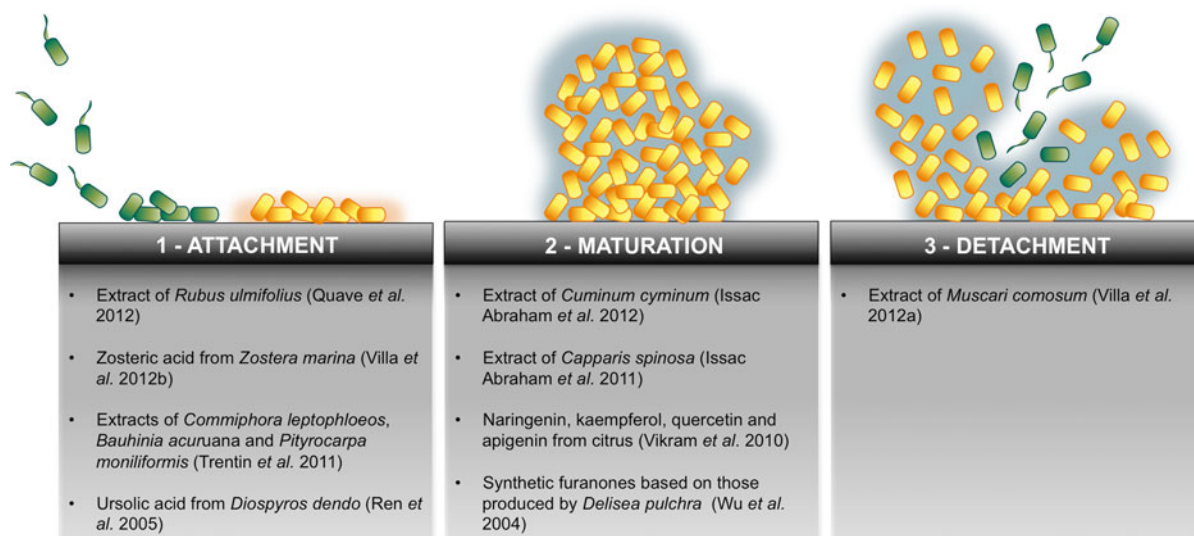 1 - ATTACHMENT
• Extract of Rubus ulmifolius (Quave et al.
2012)
• Zosteric acid from Zostera marina (Villa et
al. 2012b)
• Extracts of Commiphora leptophloeos,
Bauhinia acuruana and Pityrocarpa
moniliformis (Trentin et al. 2011)
• Ursolic acid from Diospyros dendo (Ren et
al. 2005)
2 - MATURATION
• Extract of Cuminum cyminum (Issac
Abraham et al. 2012)
• Extract of Capparis spinosa (Issac
Abraham et al. 2011)
• Naringenin, kaempferol, quercetin and
apigenin from citrus (Vikram et al. 2010)
• Synthetic furanones based on those
produced by Delisea pulchra (Wu et al.
2004)
3 - DETACHMENT
• Extract of Muscari comosum (Villa et al.
2012a)